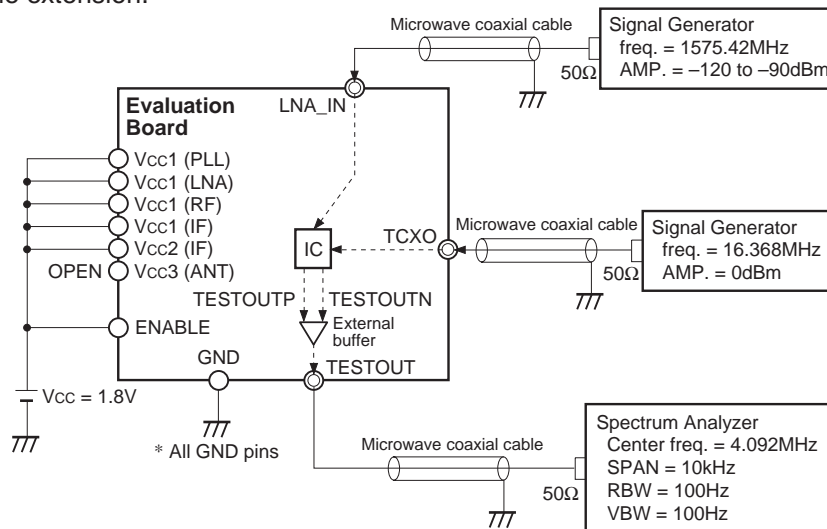 Microwave coaxial cable
Signal Generator
freq. = 1575.42MHz
AMP. = –120 to –90dBm
50Ω
LNA_IN
Evaluation
Board
VCC1 (PLL)
VCC1 (LNA)
VCC1 (RF)
VCC1 (IF)
VCC2 (IF)
OPEN
VCC3 (ANT)
IC
TCXO
Microwave coaxial cable
Signal Generator
freq. = 16.368MHz
AMP. = 0dBm
50Ω
TESTOUTP
TESTOUTN
ENABLE
External
buffer
GND
TESTOUT
VCC = 1.8V
* All GND pins
Microwave coaxial cable
50Ω
Spectrum Analyzer
Center freq. = 4.092MHz
SPAN = 10kHz
RBW = 100Hz
VBW = 100Hz